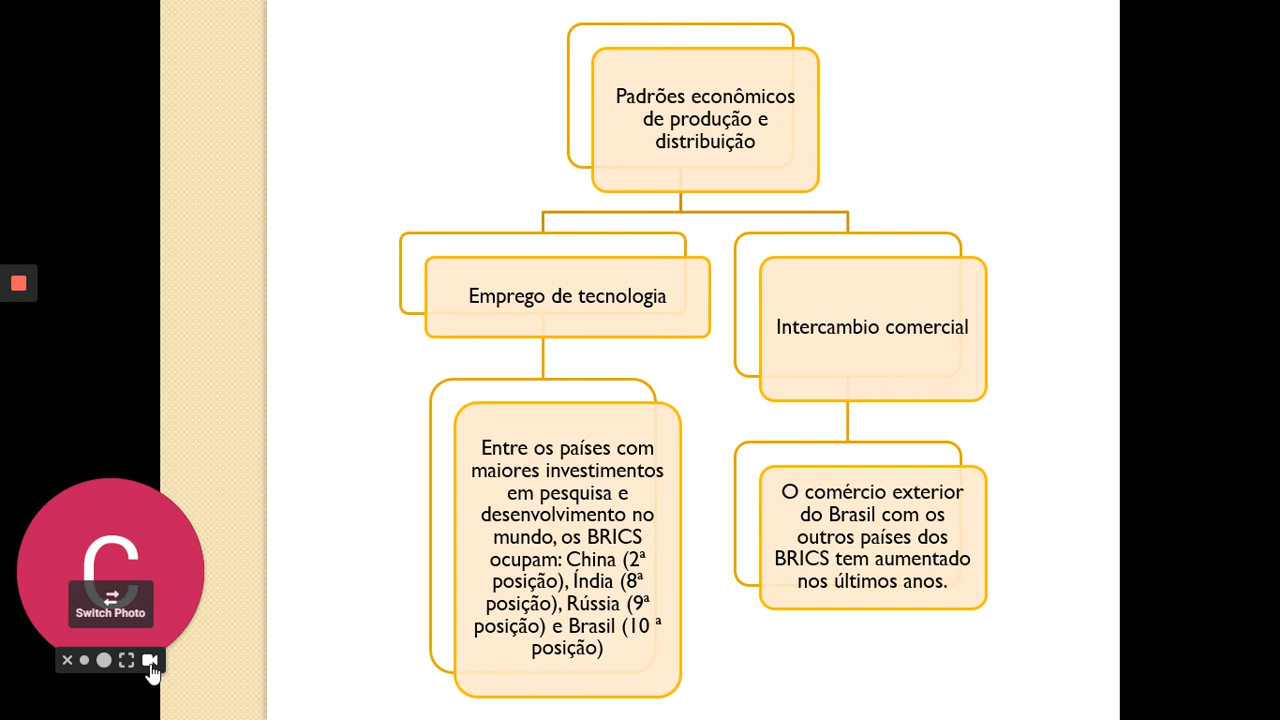 Padrões econômicos
de produção e
distribuição
Emprego de tecnologia
Intercambio comercial
Entre os países com
maiores investimentos
em pesquisa e
desenvolvimento no
mundo, os BRICS
ocupam: China (2ª
posição), Índia (8ª
posição), Rússia (9ª
posição) e Brasil (10 ª
posição)
O comércio exterior
do Brasil com os
outros países dos
BRICS tem aumentado
nos últimos anos.
C
Switch Photo